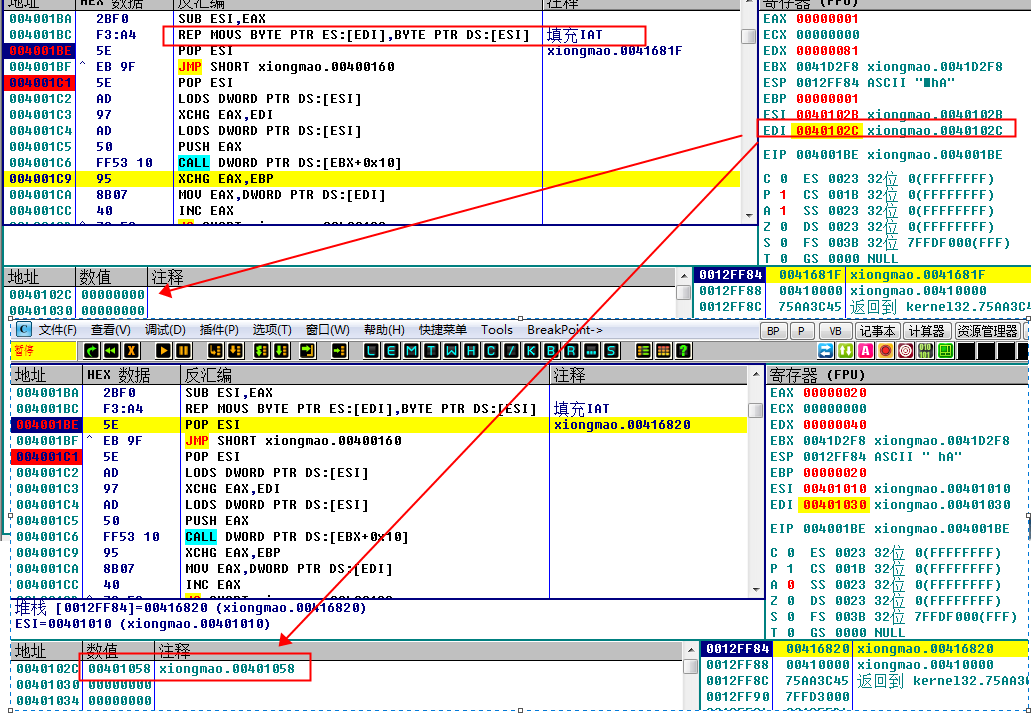 地址 HEX 数据 反汇编 注释 寄存器 (FPU)
004001BA 2BF0 SUB ESI,EAX
004001BC F3:A4 REP MOVS BYTE PTR ES:[EDI],BYTE PTR DS:[ESI] 填充IAT
004001BE 5E POP ESI xiongmao.0041681F
004001BF ^ EB 9F JMP SHORT xiongmao.00400160
004001C1 5E POP ESI
004001C2 AD LODS DWORD PTR DS:[ESI]
004001C3 97 XCHG EAX,EDI
004001C4 AD LODS DWORD PTR DS:[ESI]
004001C5 50 PUSH EAX
004001C6 FF53 10 CALL DWORD PTR DS:[EBX+0x10]
004001C9 95 XCHG EAX,EBP
004001CA 8B07 MOV EAX,DWORD PTR DS:[EDI]
004001CC 40 INC EAX
EAX 00000001
ECX 00000000
EDX 00000081
EBX 0041D2F8 xiongmao.0041D2F8
ESP 0012FF84
EBP 00000001
ESI 0040102B xiongmao.0040102B
EDI 0040102C xiongmao.0040102C
EIP 004001BE xiongmao.004001BE
C 0 ES 0023 32位 0(FFFFFFFF)
P 1 CS 001B 32位 0(FFFFFFFF)
A 1 SS 0023 32位 0(FFFFFFFF)
Z 0 DS 0023 32位 0(FFFFFFFF)
S 0 FS 003B 32位 7FFDF000(FFF)
T 0 GS 0000 NULL
地址 数值 注释
0040102C 00000000
00401030 00000000
0012FF84 0041681F xiongmao.0041681F
0012FF88 00410000 xiongmao.00410000
0012FF8C 75AA3C45 返回到 kernel32.75AA3C
C 文件(F) 查看(V) 调试(D) 插件(P) 选项(T) 窗口(W) 帮助(H) 快捷菜单 Tools BreakPoint-> BP P VB 记事本 计算器 资源管理器
暂停 L E M T W H C / K B R ... S ?
地址 HEX 数据 反汇编 注释 寄存器 (FPU)
004001BA 2BF0 SUB ESI,EAX
004001BC F3:A4 REP MOVS BYTE PTR ES:[EDI],BYTE PTR DS:[ESI] 填充IAT
004001BE 5E POP ESI xiongmao.00416820
004001BF ^ EB 9F JMP SHORT xiongmao.00400160
004001C1 5E POP ESI
004001C2 AD LODS DWORD PTR DS:[ESI]
004001C3 97 XCHG EAX,EDI
004001C4 AD LODS DWORD PTR DS:[ESI]
004001C5 50 PUSH EAX
004001C6 FF53 10 CALL DWORD PTR DS:[EBX+0x10]
004001C9 95 XCHG EAX,EBP
004001CA 8B07 MOV EAX,DWORD PTR DS:[EDI]
004001CC 40 INC EAX
EAX 00000020
ECX 00000000
EDX 00000040
EBX 0041D2F8 xiongmao.0041D2F8
ESP 0012FF84 ASCII " hA"
EBP 00000020
ESI 00401010 xiongmao.00401010
EDI 00401030 xiongmao.00401030
EIP 004001BE xiongmao.004001BE
C 0 ES 0023 32位 0(FFFFFFFF)
P 1 CS 001B 32位 0(FFFFFFFF)
A 0 SS 0023 32位 0(FFFFFFFF)
Z 0 DS 0023 32位 0(FFFFFFFF)
S 0 FS 003B 32位 7FFDF000(FFF)
T 0 GS 0000 NULL
堆栈 [0012FF84]=00416820 (xiongmao.00416820)
ESI=00401010 (xiongmao.00401010)
地址 数值 注释
0040102C 00401058 xiongmao.00401058
00401030 00000000
00401034 00000000
0012FF84 00416820 xiongmao.00416820
0012FF88 00410000 xiongmao.00410000
0012FF8C 75AA3C45 返回到 kernel32.75AA3
0012FF90 7FFD3000